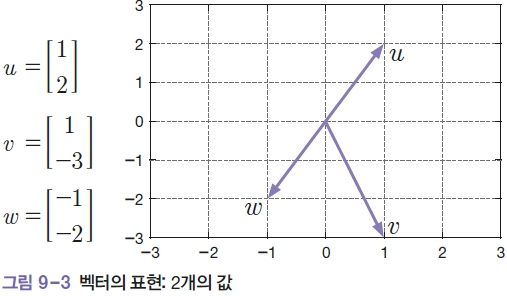 u = [1
2]
v = [1
−3]
w = [−1
−2]
3
2
1
0
−1
−2
−3
−3 −2 −1 0 1 2 3
u
w
v
그림 9-3 벡터의 표현: 2개의 값